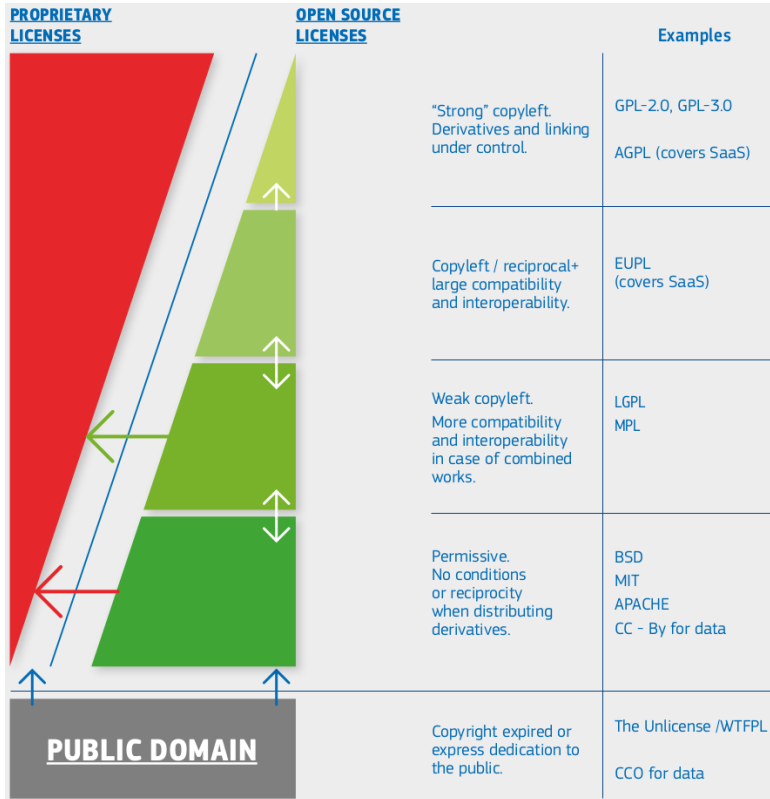 PROPRIETARY
LICENSES
OPEN SOURCE
LICENSES
Examples
“Strong” copyleft.
Derivatives and linking
under control.
GPL-2.0, GPL-3.0
AGPL (covers SaaS)
Copyleft / reciprocal+
large compatibility
and interoperability.
EUPL
(covers SaaS)
Weak copyleft.
More compatibility
and interoperability
in case of combined
works.
LGPL
MPL
Permissive.
No conditions
or reciprocity
when distributing
derivatives.
BSD
MIT
APACHE
CC - By for data
PUBLIC DOMAIN
Copyright expired or
express dedication to
the public.
The Unlicense /WTFPL
CCO for data